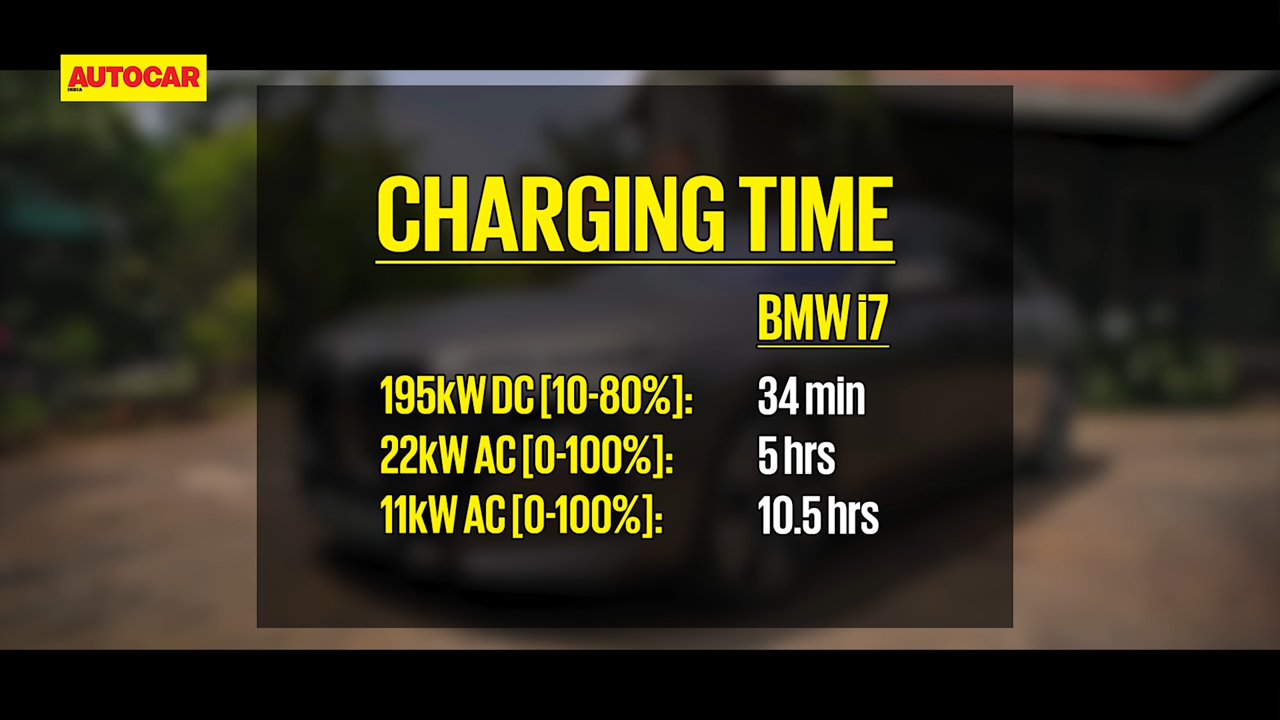 AUTOCAR
INDIA
CHARGING TIME
BMW i7
195kW DC [10-80%]: 34 min
22kW AC [0-100%]: 5 hrs
11kW AC [0-100%]: 10.5 hrs